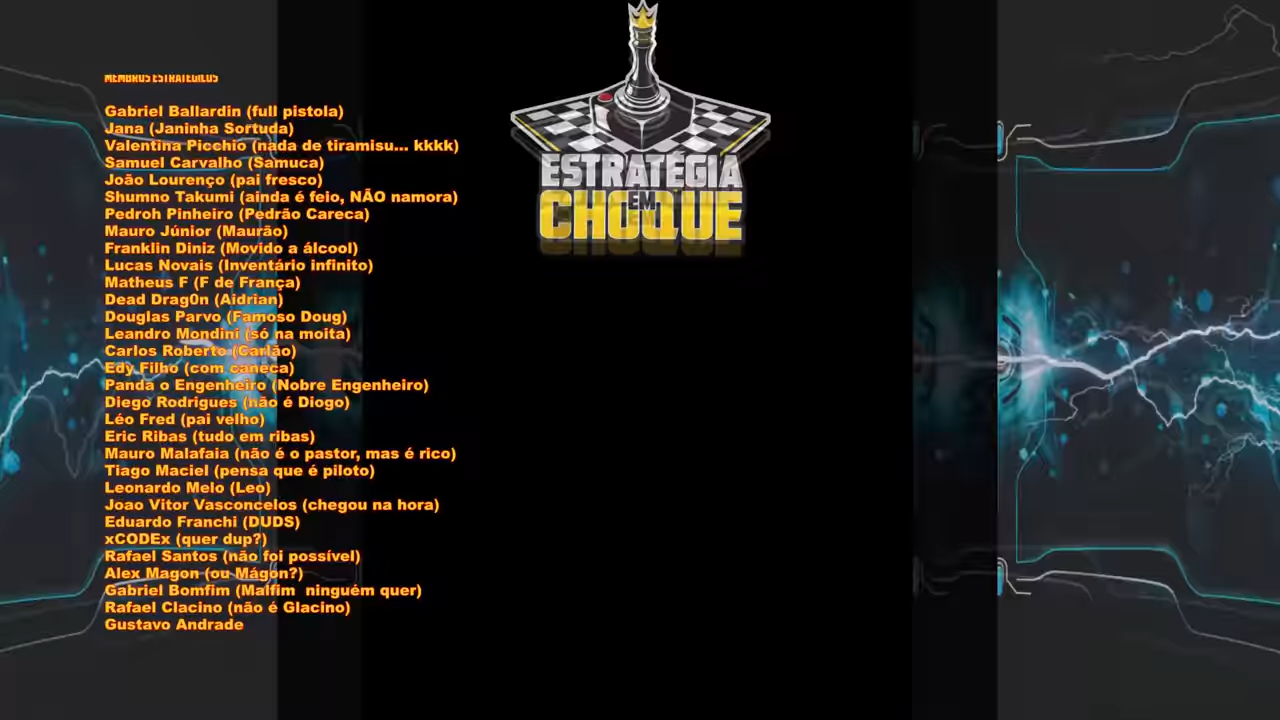 MEMBROS ESTRATÉGICOS
Gabriel Ballardin (full pistola)
Jana (Janinha Sortuda)
Valentina Picchio (nada de tiramisu... kkkk)
Samuel Carvalho (Samuca)
João Lourenço (pai fresco)
Shumno Takumi (ainda é feio, NÃO namora)
Pedroh Pinheiro (Pedrão Careca)
Mauro Júnior (Maurão)
Franklin Diniz (Movido a álcool)
Lucas Novais (Inventário infinito)
Matheus F (F de França)
Dead Drag0n (Aidrian)
Douglas Parvo (Famoso Doug)
Leandro Mondini (só na moita)
Carlos Roberto (Carlão)
Edy Filho (com caneca)
Panda o Engenheiro (Nobre Engenheiro)
Diego Rodrigues (não é Diogo)
Léo Fred (pai velho)
Eric Ribas (tudo em ribas)
Mauro Malafaia (não é o pastor, mas é rico)
Tiago Maciel (pensa que é piloto)
Leonardo Melo (Leo)
Joao Vitor Vasconcelos (chegou na hora)
Eduardo Franchi (DUDS)
xCODEx (quer dup?)
Rafael Santos (não foi possível)
Alex Magon (ou Mágon?)
Gabriel Bomfim (Malfim  ninguém quer)
Rafael Clacino (não é Glacino)
Gustavo Andrade
ESTRATÉGIA
EM
CHOQUE